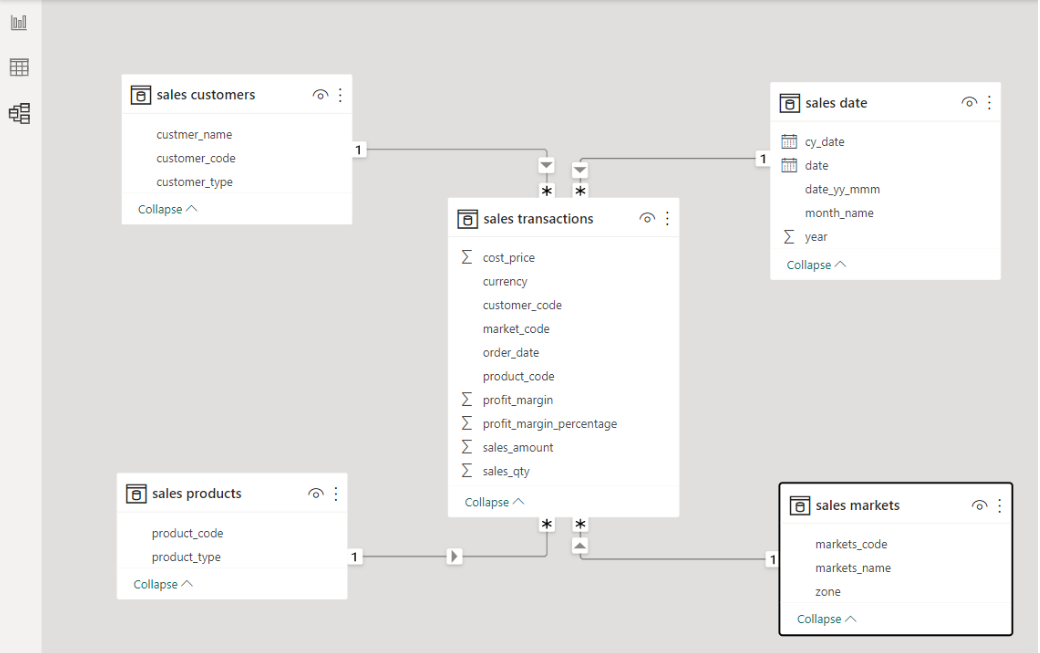 sales customers
custmer_name
customer_code
customer_type
Collapse
1
*
sales date
cy_date
date
date_yy_mmm
month_name
Σ year
Collapse
1
*
sales transactions
Σ cost_price
currency
customer_code
market_code
order_date
product_code
Σ profit_margin
Σ profit_margin_percentage
Σ sales_amount
Σ sales_qty
Collapse
*
*
sales products
product_code
product_type
Collapse
1
sales markets
markets_code
markets_name
zone
Collapse
1